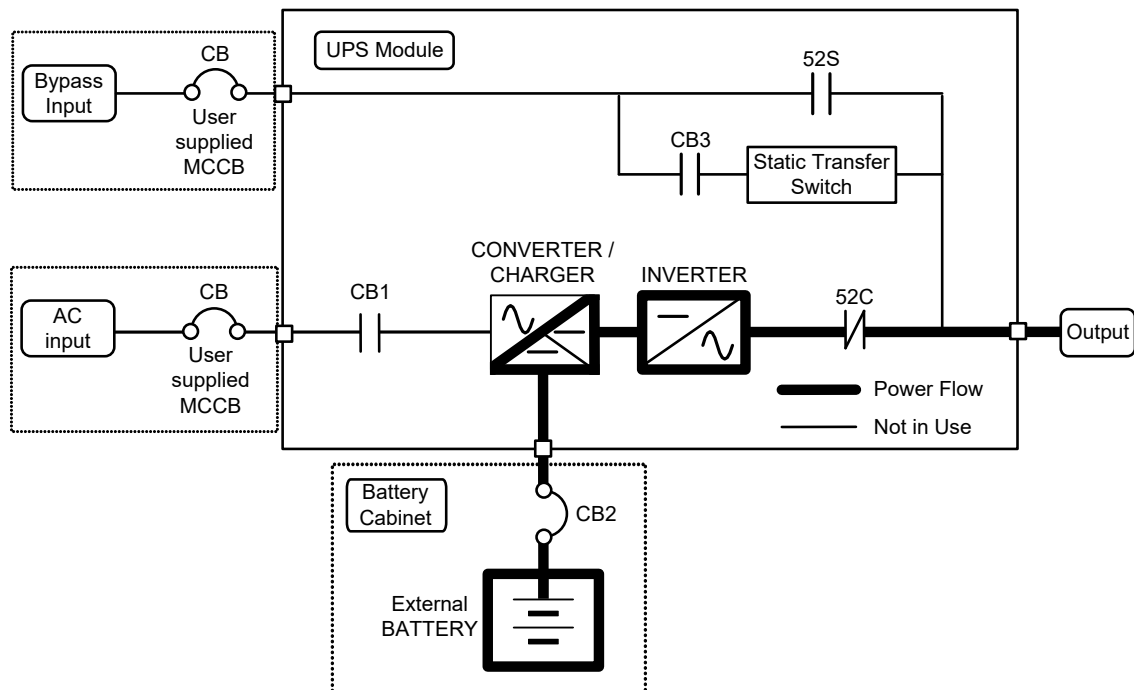 UPS Module
Bypass
Input
CB
User
supplied
MCCB
52S
CB3
Static Transfer
Switch
AC
input
CB
User
supplied
MCCB
CB1
CONVERTER /
CHARGER
INVERTER
52C
Output
Power Flow
Not in Use
Battery
Cabinet
CB2
External
BATTERY